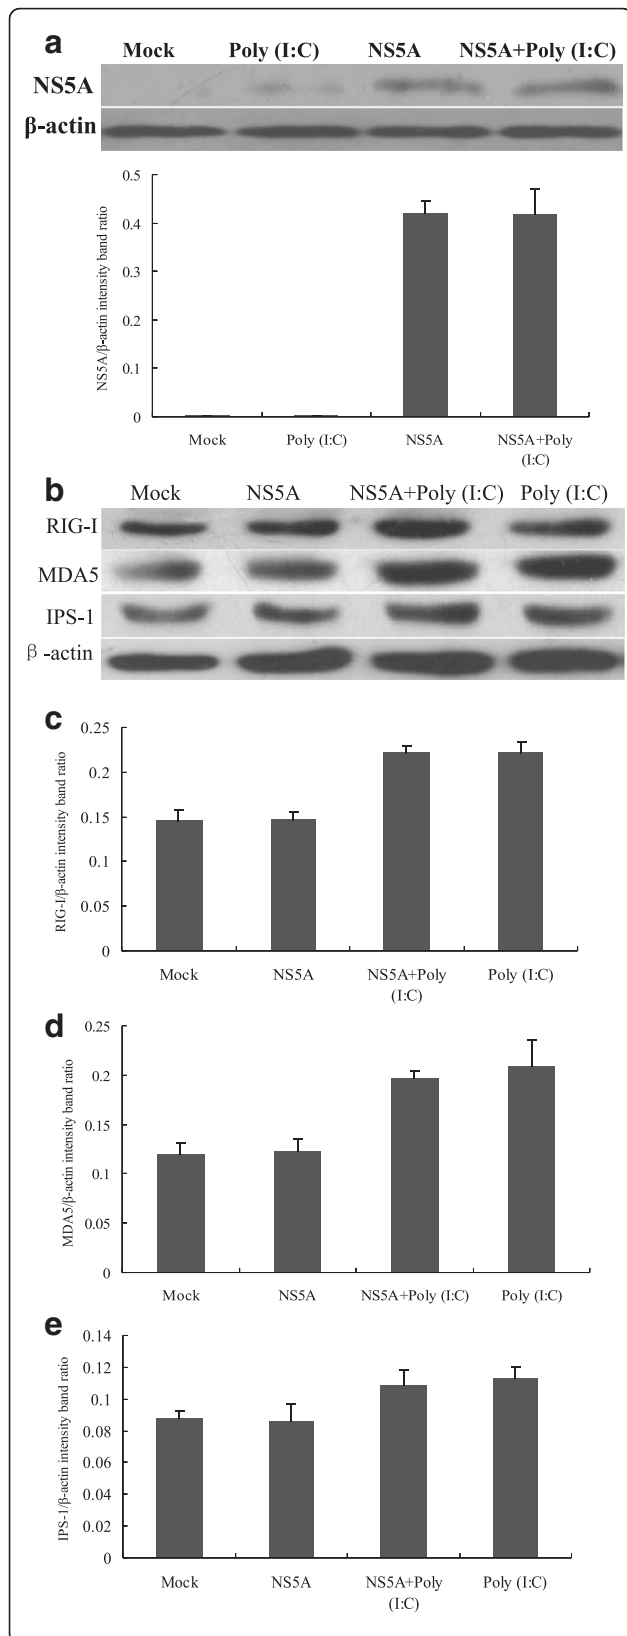 a
Mock Poly (I:C) NS5A NS5A+Poly (I:C)
NS5A
β-actin
NS5A/β-actin intensity band ratio
0.5
0.4
0.3
0.2
0.1
0
Mock Poly (I:C) NS5A NS5A+Poly
(I:C)
b
Mock NS5A NS5A+Poly (I:C) Poly (I:C)
RIG-I
MDA5
IPS-1
β-actin
c
RIG-I/β-actin intensity band ratio
0.25
0.2
0.15
0.1
0.05
0
Mock NS5A NS5A+Poly Poly (I:C)
(I:C)
d
MDA5/β-actin intensity band ratio
0.25
0.2
0.15
0.1
0.05
0
Mock NS5A NS5A+Poly (I:C) Poly (I:C)
e
IPS-1/β-actin intensity band ratio
0.14
0.12
0.1
0.08
0.06
0.04
0.02
0
Mock NS5A NS5A+Poly Poly (I:C)
(I:C)